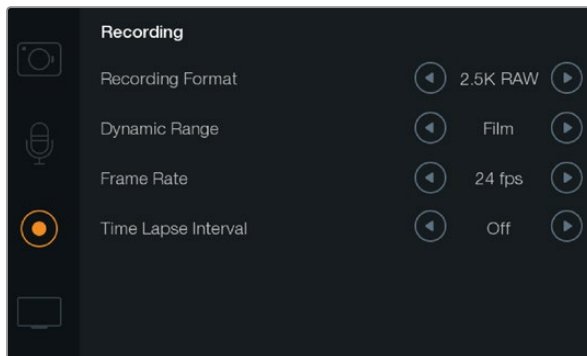 Recording
Recording Format 2.5K RAW
Dynamic Range Film
Frame Rate 24 fps
Time Lapse Interval Off